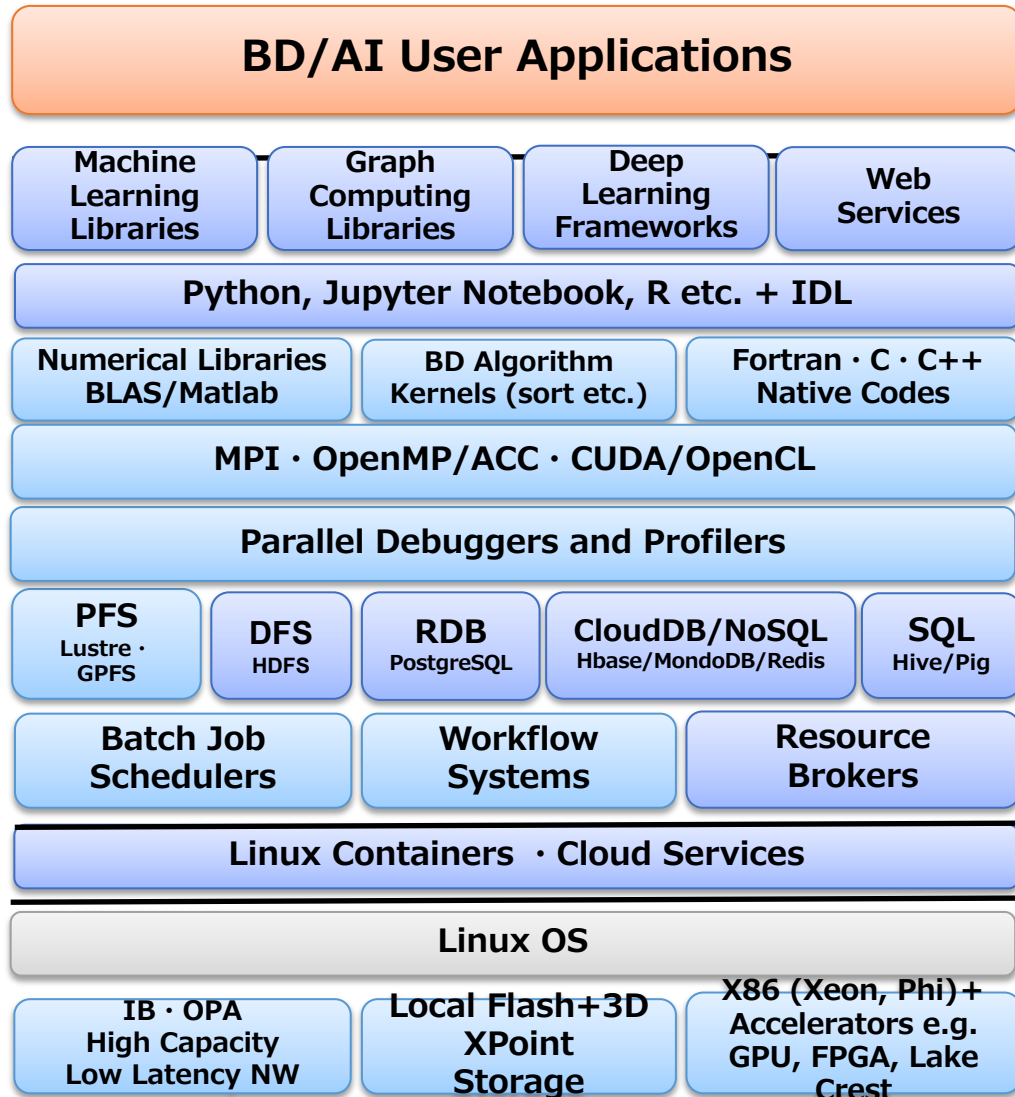 BD/AI User Applications
Machine
Learning
Libraries
Graph
Computing
Libraries
Deep
Learning
Frameworks
Web
Services
Python, Jupyter Notebook, R etc. + IDL
Numerical Libraries
BLAS/Matlab
BD Algorithm
Kernels (sort etc.)
Fortran・C・C++
Native Codes
MPI・OpenMP/ACC・CUDA/OpenCL
Parallel Debuggers and Profilers
PFS
Lustre・
GPFS
DFS
HDFS
RDB
PostgreSQL
CloudDB/NoSQL
Hbase/MondoDB/Redis
SQL
Hive/Pig
Batch Job
Schedulers
Workflow
Systems
Resource
Brokers
Linux Containers ・Cloud Services
Linux OS
IB・OPA
High Capacity
Low Latency NW
Local Flash+3D
XPoint
Storage
X86 (Xeon, Phi)+
Accelerators e.g.
GPU, FPGA, Lake
Crest